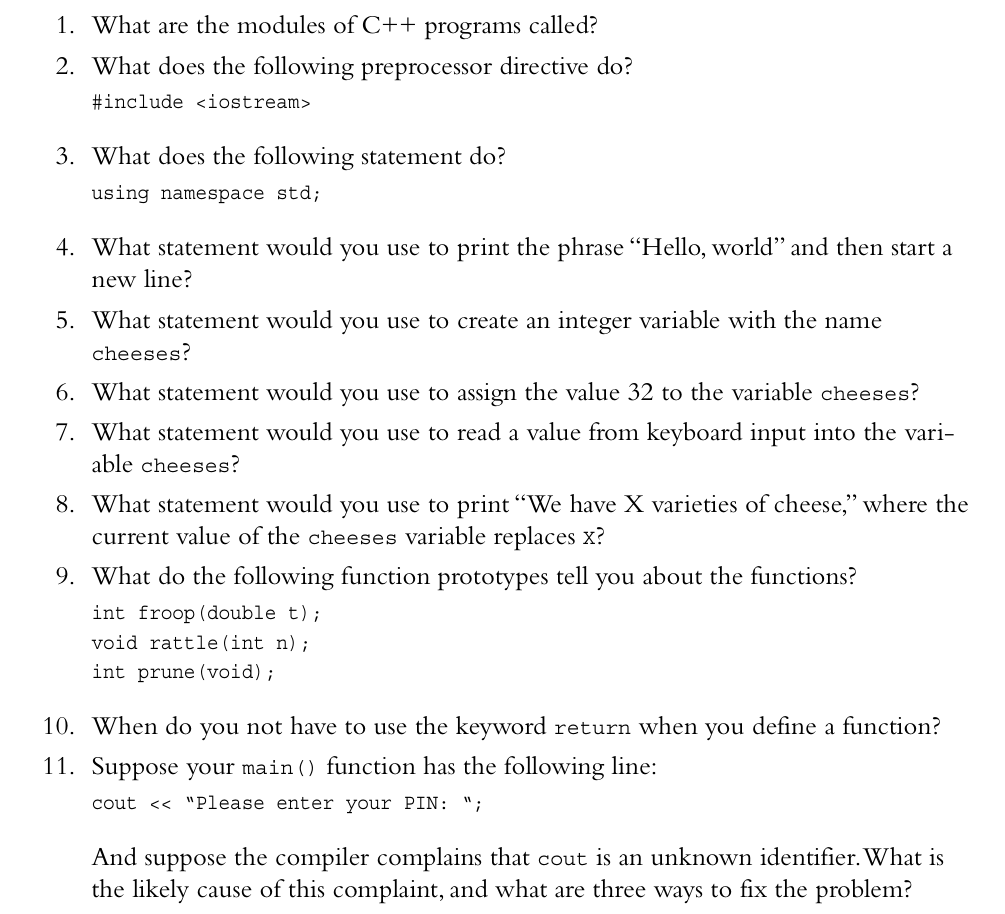 1. What are the modules of C++ programs called?
2. What does the following preprocessor directive do?
#include <iostream>
3. What does the following statement do?
using namespace std;
4. What statement would you use to print the phrase “Hello, world” and then start a
new line?
5. What statement would you use to create an integer variable with the name
cheeses?
6. What statement would you use to assign the value 32 to the variable cheeses?
7. What statement would you use to read a value from keyboard input into the vari-
able cheeses?
8. What statement would you use to print “We have X varieties of cheese,” where the
current value of the cheeses variable replaces X?
9. What do the following function prototypes tell you about the functions?
int froop(double t);
void rattle(int n);
int prune(void);
10. When do you not have to use the keyword return when you define a function?
11. Suppose your main() function has the following line:
cout << “Please enter your PIN: “;
And suppose the compiler complains that cout is an unknown identifier. What is
the likely cause of this complaint, and what are three ways to fix the problem?